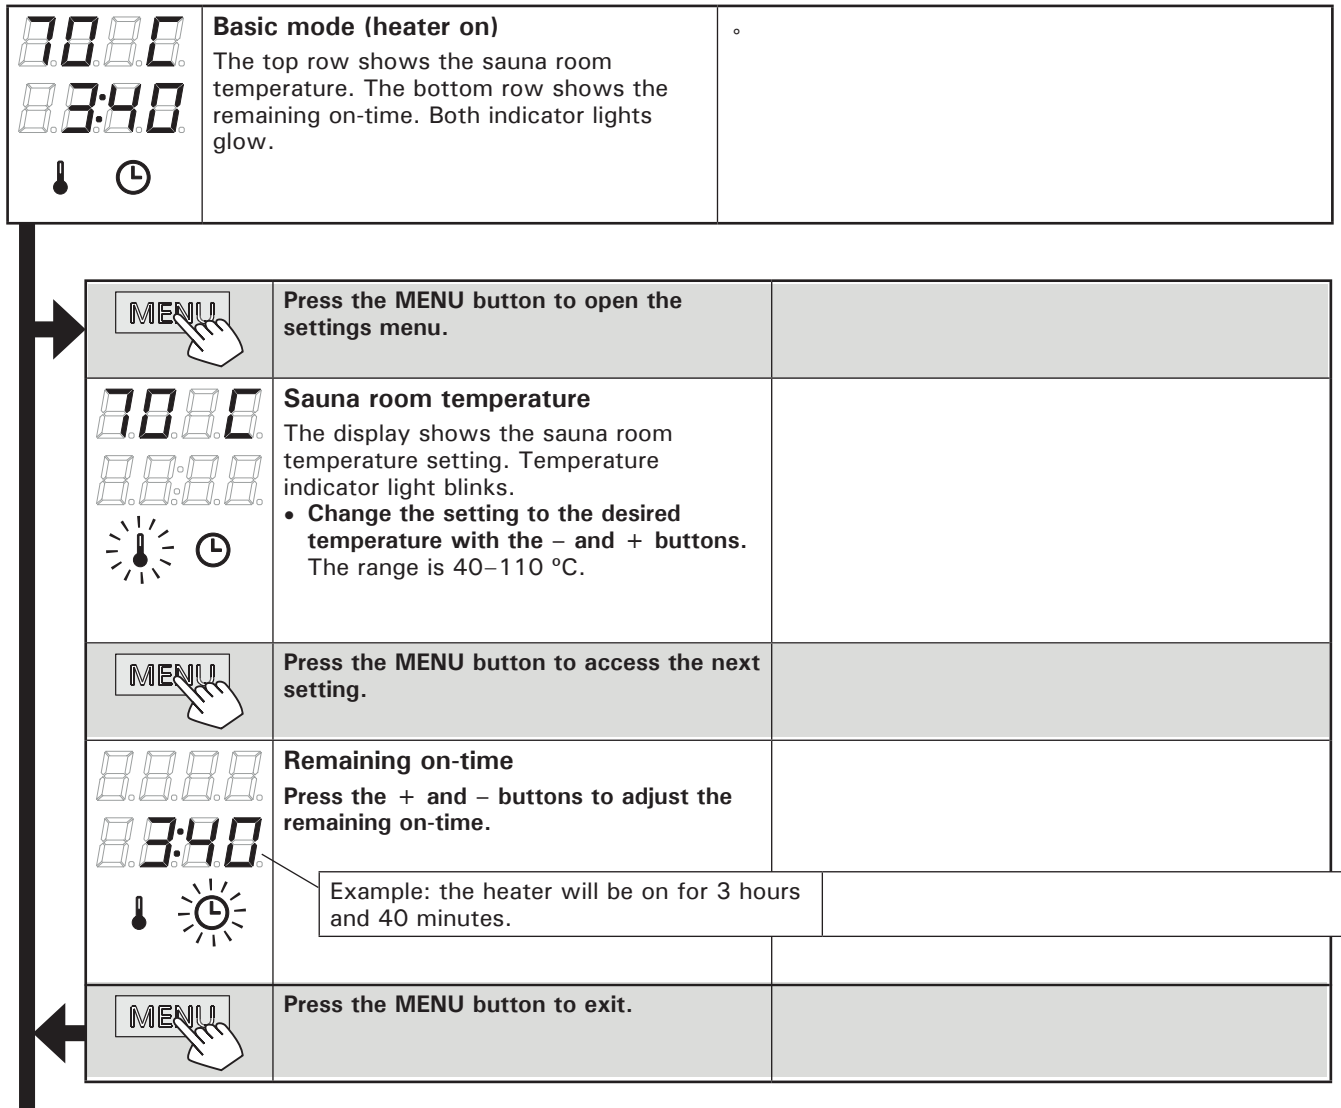 70 C
3:40
Basic mode (heater on)
The top row shows the sauna room
temperature. The bottom row shows the
remaining on-time. Both indicator lights
glow.
。
MENU
Press the MENU button to open the
settings menu.
70 C
Sauna room temperature
The display shows the sauna room
temperature setting. Temperature
indicator light blinks.
• Change the setting to the desired
temperature with the – and + buttons.
The range is 40–110 ºC.
MENU
Press the MENU button to access the next
setting.
3:40
Remaining on-time
Press the + and – buttons to adjust the
remaining on-time.
Example: the heater will be on for 3 hours
and 40 minutes.
MENU
Press the MENU button to exit.